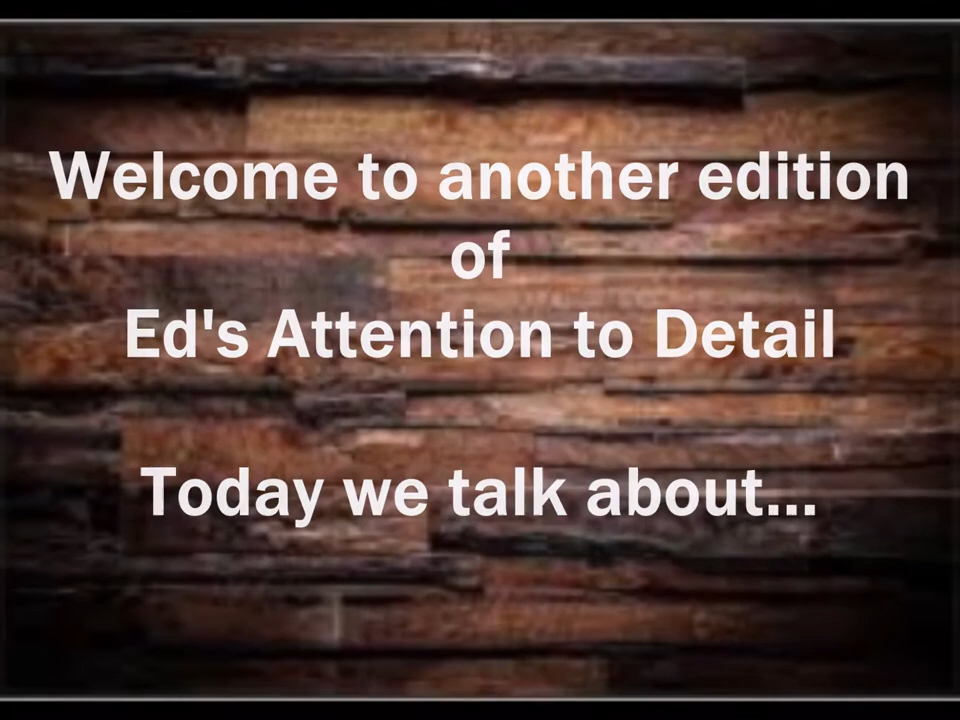 Welcome to another edition
of
Ed's Attention to Detail
Today we talk about...